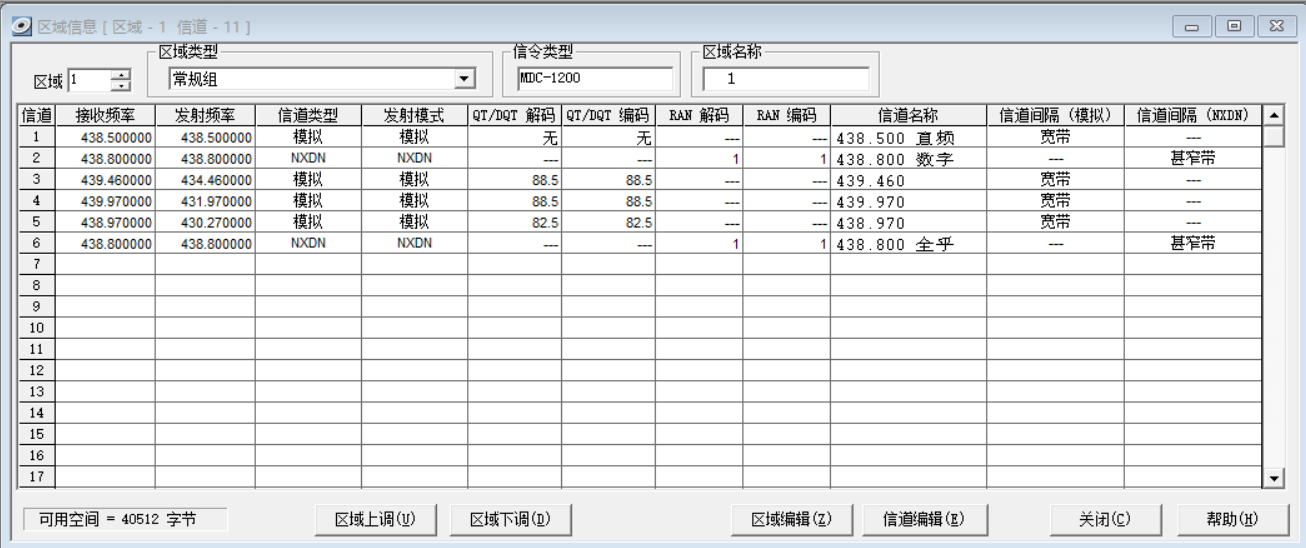 区域信息 [ 区域 - 1 信道 - 11 ]
区域 1 区域类型 常规组 信令类型 MDC-1200 区域名称 1
信道 接收频率 发射频率 信道类型 发射模式 QT/DQT 解码 QT/DQT 编码 RAN 解码 RAN 编码 信道名称 信道间隔 (模拟) 信道间隔 (NXDN)
1 438.500000 438.500000 模拟 模拟 无 无 --- --- 438.500 直频 宽带 ---
2 438.800000 438.800000 NXDN NXDN --- --- 1 1 438.800 数字 --- 甚窄带
3 439.460000 434.460000 模拟 模拟 88.5 88.5 --- --- 439.460 宽带 ---
4 439.970000 431.970000 模拟 模拟 88.5 88.5 --- --- 439.970 宽带 ---
5 438.970000 430.270000 模拟 模拟 82.5 82.5 --- --- 438.970 宽带 ---
6 438.800000 438.800000 NXDN NXDN --- --- 1 1 438.800 全乎 --- 甚窄带
7
8
9
10
11
12
13
14
15
16
17
可用空间 = 40512 字节 区域上调(U) 区域下调(D) 区域编辑(Z) 信道编辑(E) 关闭(C) 帮助(H)